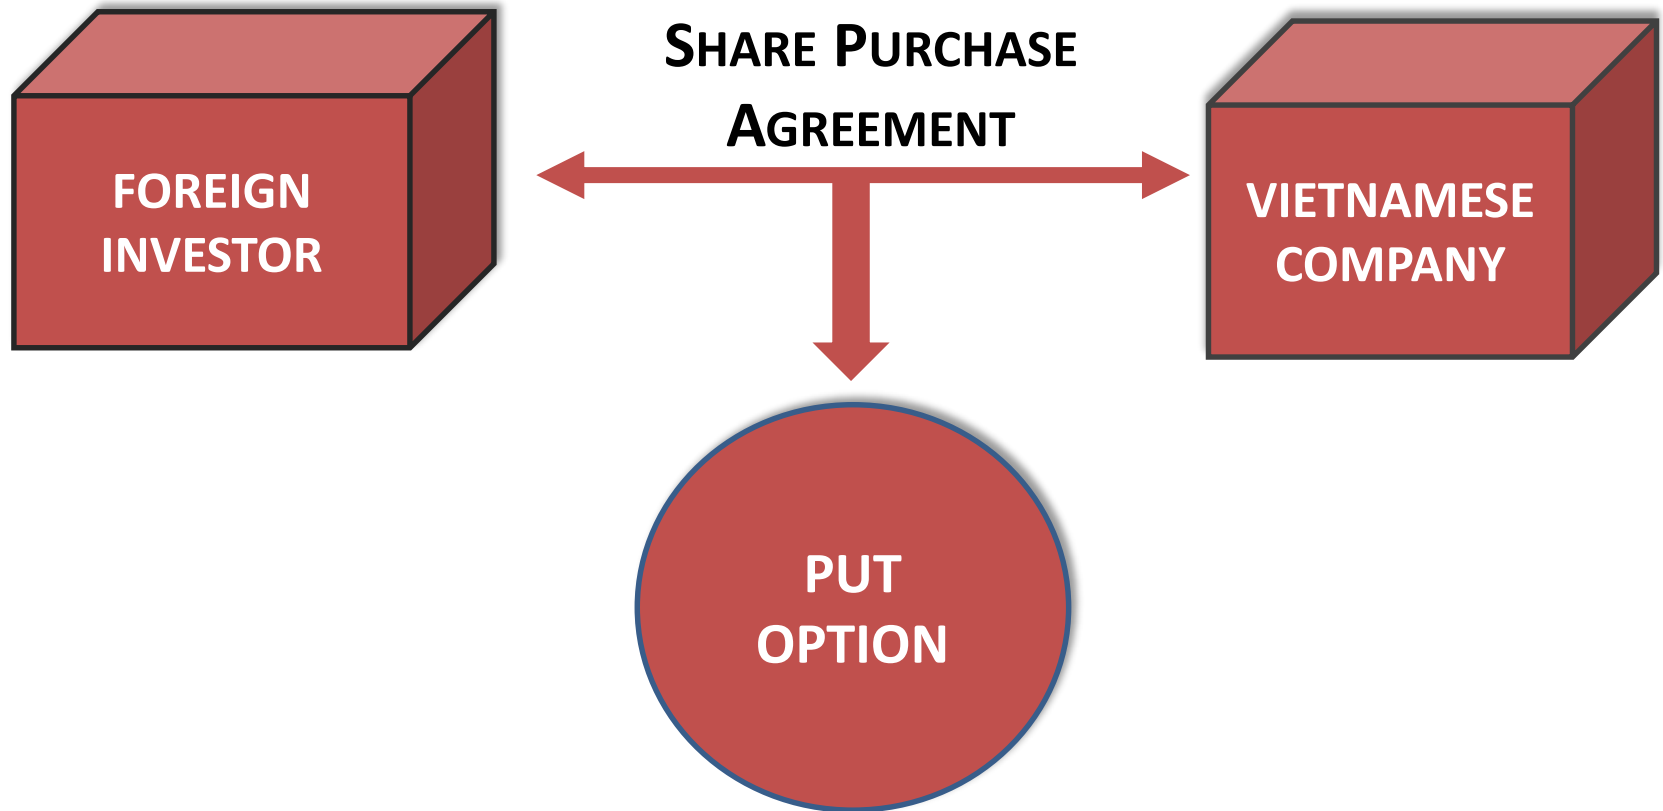 SHARE PURCHASE
AGREEMENT
FOREIGN
INVESTOR
VIETNAMESE
COMPANY
PUT
OPTION